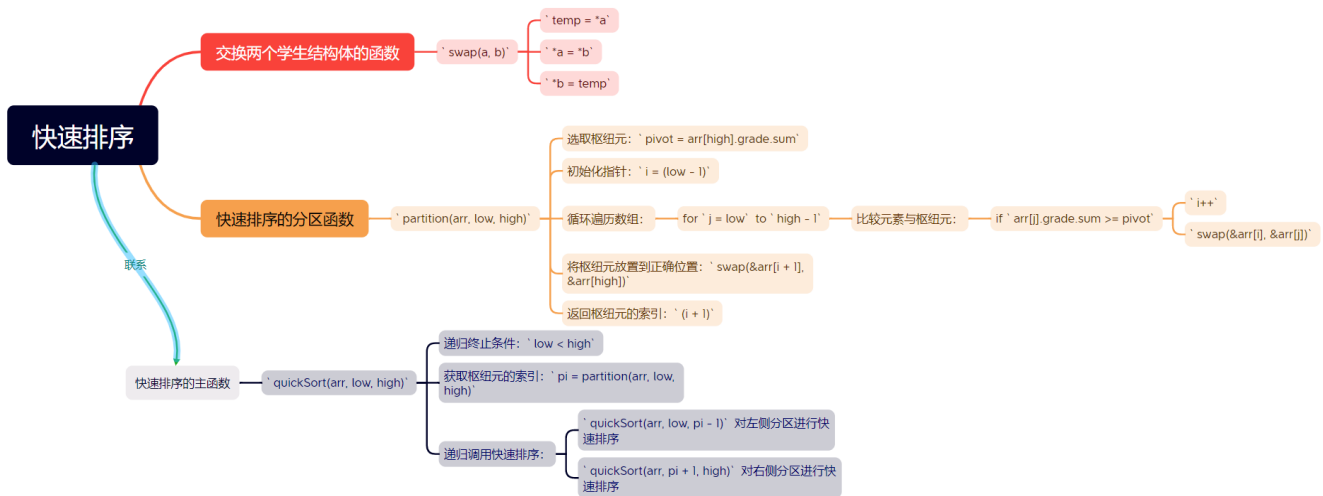 快速排序
交换两个学生结构体的函数
` swap(a, b)`
` temp = *a`
` *a = *b`
` *b = temp`
快速排序的分区函数
` partition(arr, low, high)`
选取枢纽元：` pivot = arr[high].grade.sum`
初始化指针：` i = (low - 1)`
循环遍历数组：
for ` j = low` to ` high - 1`
比较元素与枢纽元：
if ` arr[j].grade.sum >= pivot`
` i++`
` swap(&arr[i], &arr[j])`
将枢纽元放置到正确位置：` swap(&arr[i + 1],
&arr[high])`
返回枢纽元的索引：` (i + 1)`
联系
快速排序的主函数
` quickSort(arr, low, high)`
递归终止条件：` low < high`
获取枢纽元的索引：` pi = partition(arr, low,
high)`
递归调用快速排序：
` quickSort(arr, low, pi - 1)` 对左侧分区进行快
速排序
` quickSort(arr, pi + 1, high)` 对右侧分区进行快
速排序